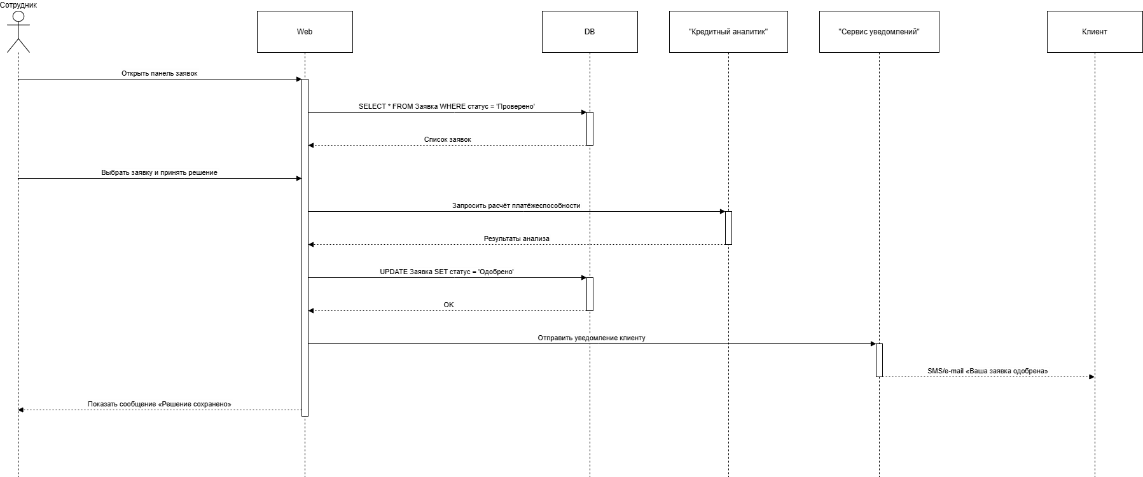 Сотрудник
Web
DB
"Кредитный аналитик"
"Сервис уведомлений"
Клиент
Открыть панель заявок
SELECT * FROM Заявка WHERE статус = 'Проверено'
Список заявок
Выбрать заявку и принять решение
Запросить расчёт платёжеспособности
Результаты анализа
UPDATE Заявка SET статус = 'Одобрено'
OK
Отправить уведомление клиенту
SMS/e-mail «Ваша заявка одобрена»
Показать сообщение «Решение сохранено»